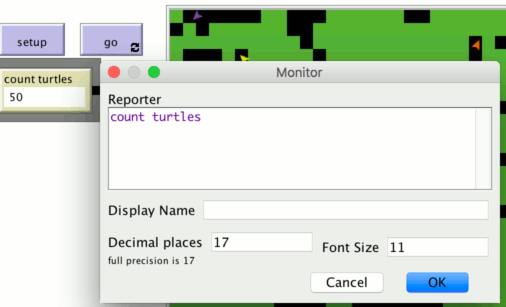 setup
go
count turtles
50
Monitor
Reporter
count turtles
Display Name
Decimal places 17
full precision is 17
Font Size 11
Cancel
OK